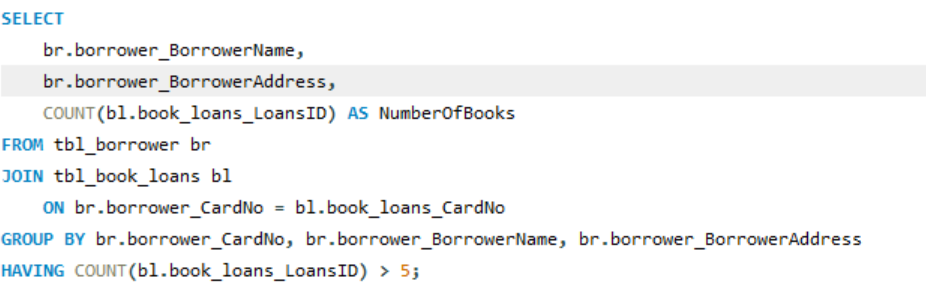 SELECT
br.borrower_BorrowerName,
br.borrower_BorrowerAddress,
COUNT(bl.book_loans_LoansID) AS NumberOfBooks
FROM tbl_borrower br
JOIN tbl_book_loans bl
ON br.borrower_CardNo = bl.book_loans_CardNo
GROUP BY br.borrower_CardNo, br.borrower_BorrowerName, br.borrower_BorrowerAddress
HAVING COUNT(bl.book_loans_LoansID) > 5;